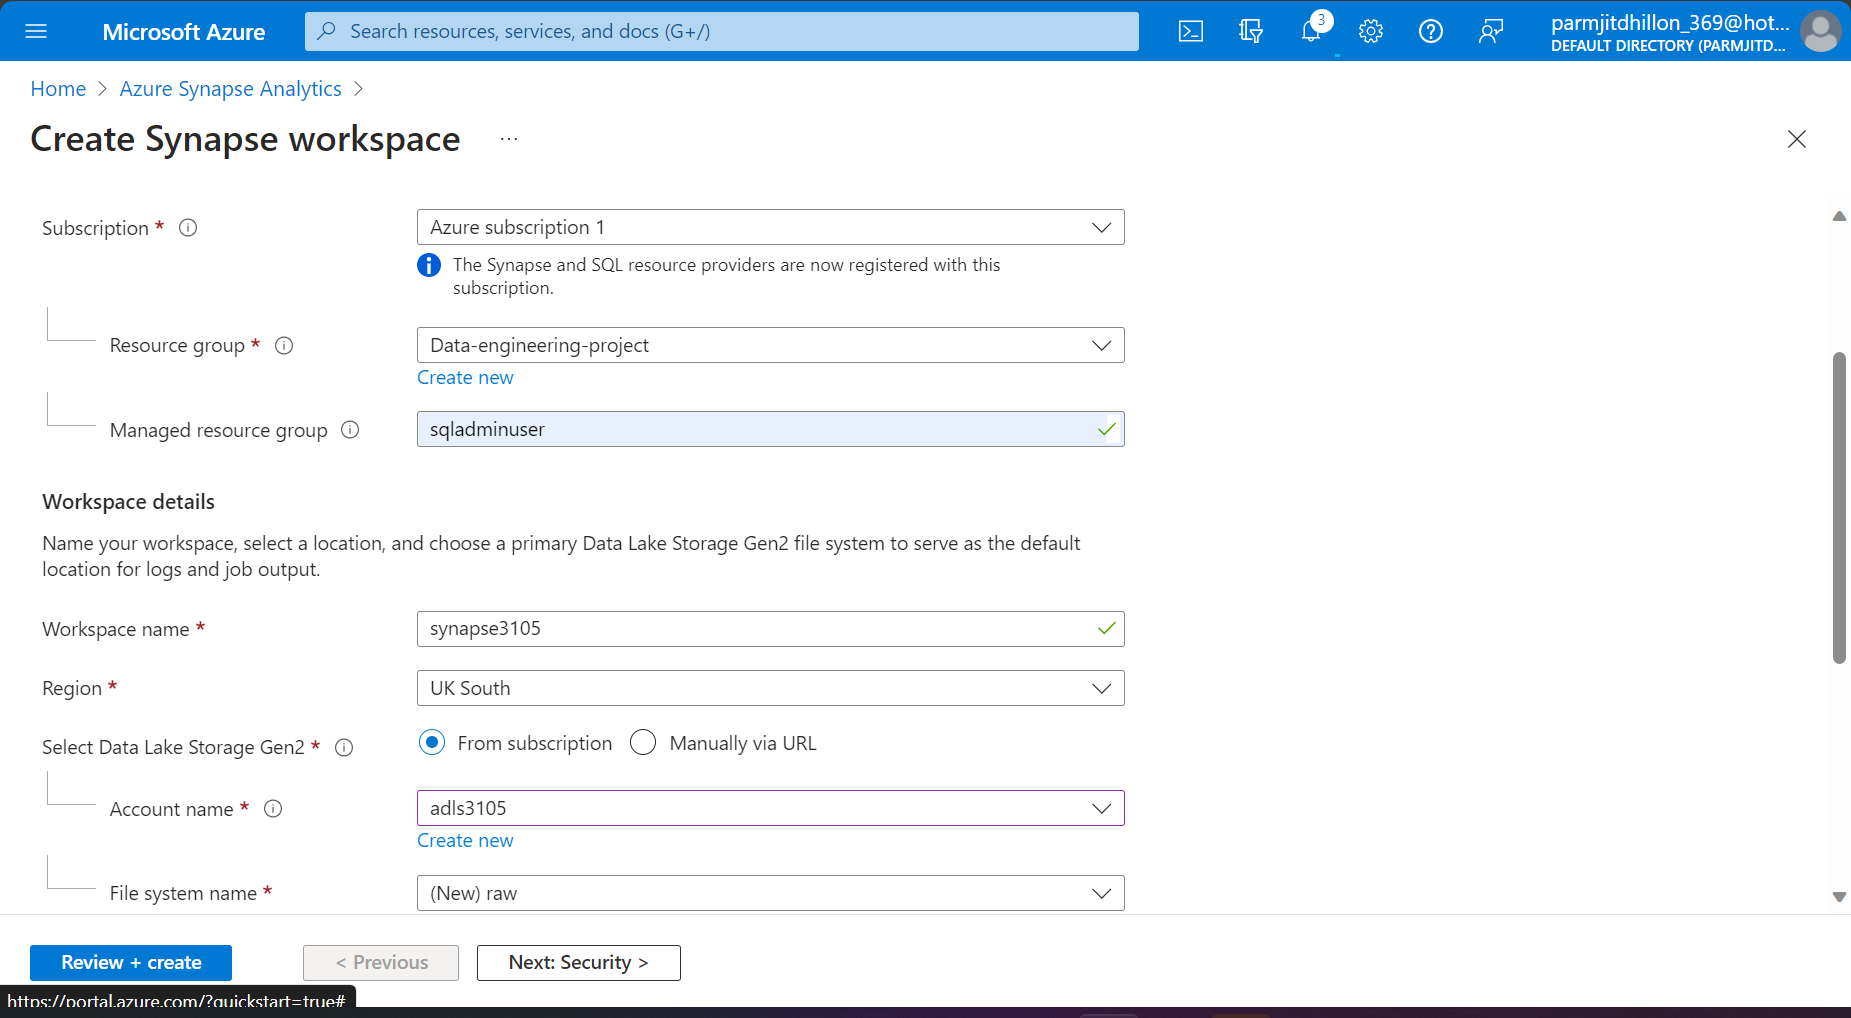 Microsoft Azure
Search resources, services, and docs (G+/)
3
parmjitdhillon_369@hot...
DEFAULT DIRECTORY (PARMJITD...
Home > Azure Synapse Analytics >
Create Synapse workspace ...
Subscription *
Azure subscription 1
The Synapse and SQL resource providers are now registered with this
subscription.
Resource group *
Data-engineering-project
Create new
Managed resource group
sqladminuser
Workspace details
Name your workspace, select a location, and choose a primary Data Lake Storage Gen2 file system to serve as the default
location for logs and job output.
Workspace name *
synapse3105
Region *
UK South
Select Data Lake Storage Gen2 *
From subscription
Manually via URL
Account name *
adls3105
Create new
File system name *
(New) raw
Review + create
< Previous
Next: Security >
https://portal.azure.com/?quickstart=true#